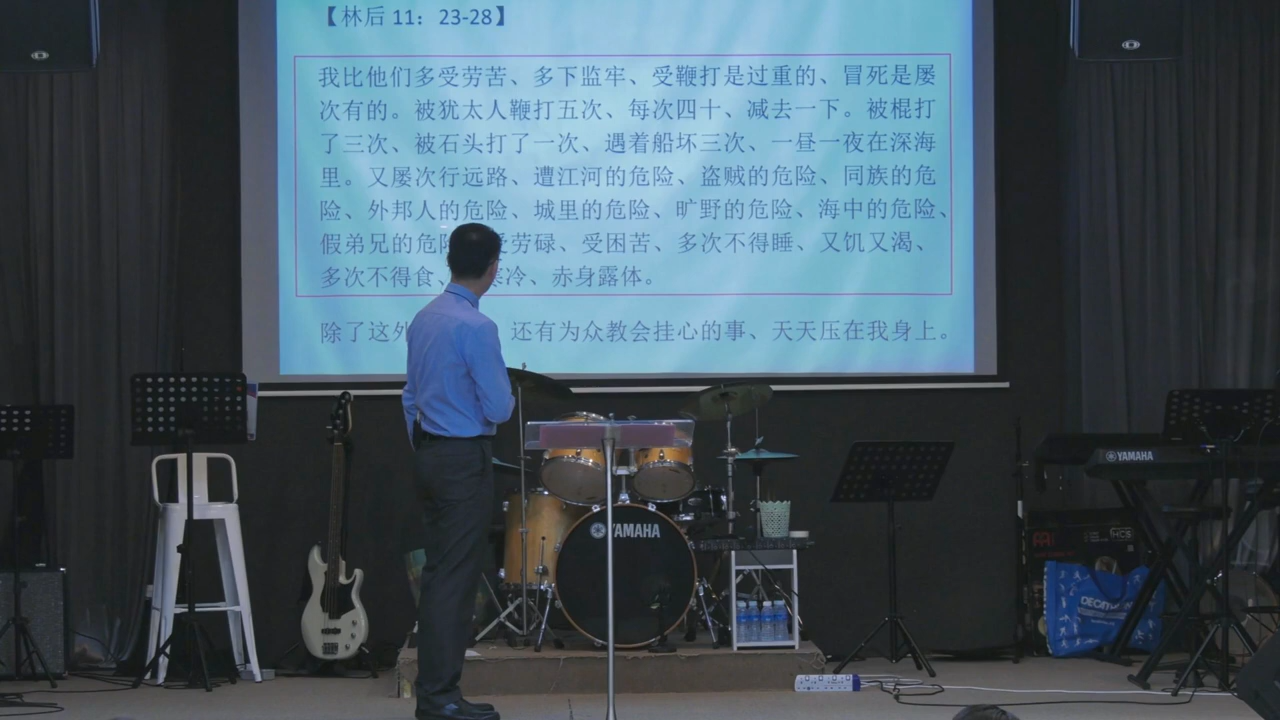 【林后 11：23-28】
我比他们多受劳苦、多下监牢、受鞭打是过重的、冒死是屡
次有的。被犹太人鞭打五次、每次四十、减去一下。被棍打
了三次、被石头打了一次、遇着船坏三次、一昼一夜在深海
里。又屡次行远路、遭江河的危险、盗贼的危险、同族的危
险、外邦人的危险、城里的危险、旷野的危险、海中的危险、
假弟兄的危 受劳碌、受困苦、多次不得睡、又饥又渴、
多次不得食、 寒冷、赤身露体。
除了这外 还有为众教会挂心的事、天天压在我身上。
YAMAHA
YAMAHA
HCS
DECATH